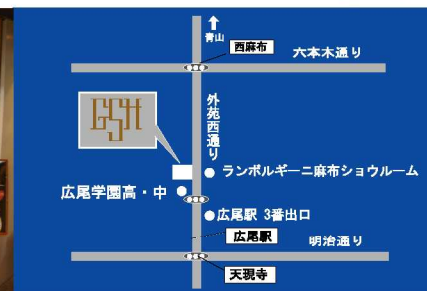 青山
西麻布
六本木通り
GSH
外苑西通り
ランボルギーニ麻布ショウルーム
広尾学園高・中
広尾駅 3番出口
広尾駅
明治通り
天現寺